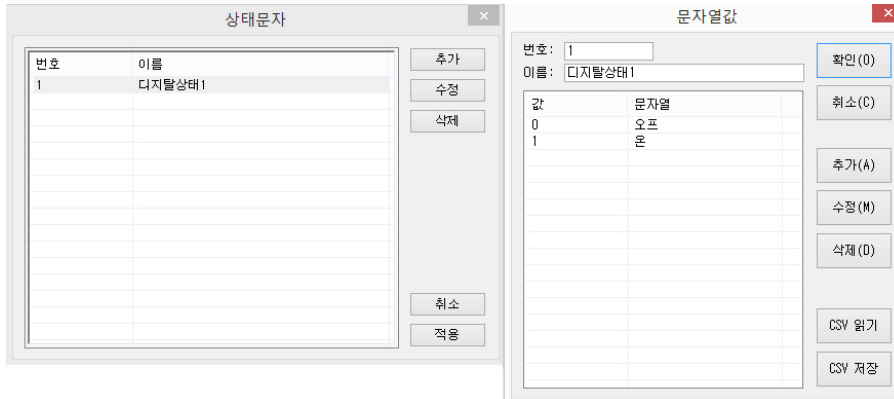 상태문자
번호 이름
1 디지탈상태1
추가
수정
삭제
취소
적용
문자열값
번호: 1
이름: 디지탈상태1
값 문자열
0 오프
1 온
확인(O)
취소(C)
추가(A)
수정(M)
삭제(D)
CSV 읽기
CSV 저장